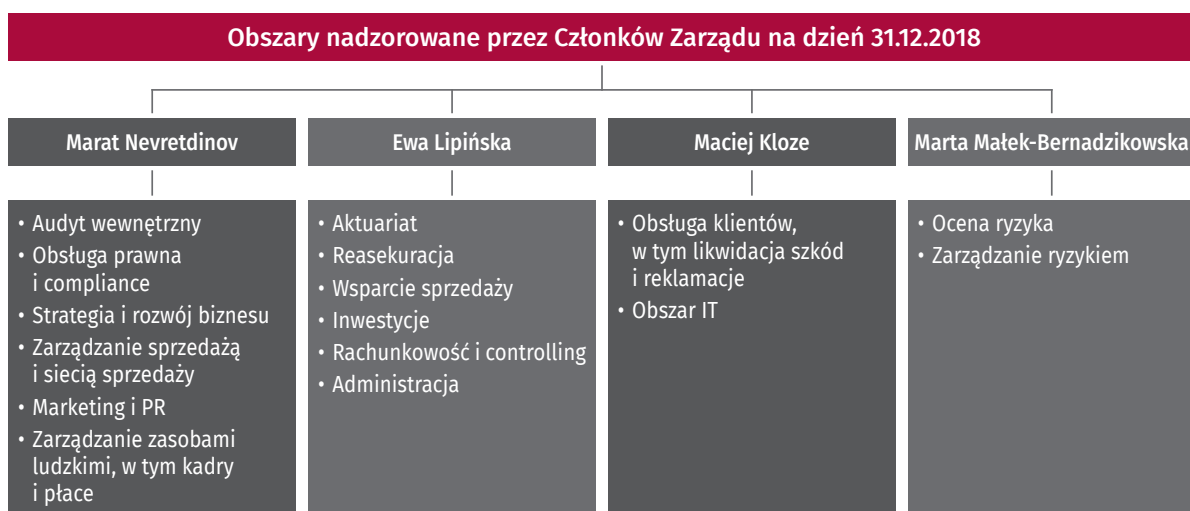 Obszary nadzorowane przez Członków Zarządu na dzień 31.12.2018
Marat Nevretdinov
• Audyt wewnętrzny
• Obsługa prawna
i compliance
• Strategia i rozwój biznesu
• Zarządzanie sprzedażą
i siecią sprzedaży
• Marketing i PR
• Zarządzanie zasobami
ludzkimi, w tym kadry
i płace
Ewa Lipińska
• Aktuariat
• Reasekuracja
• Wsparcie sprzedaży
• Inwestycje
• Rachunkowość i controlling
• Administracja
Maciej Kloze
• Obsługa klientów,
w tym likwidacja szkód
i reklamacje
• Obszar IT
Marta Małek-Bernadzikowska
• Ocena ryzyka
• Zarządzanie ryzykiem